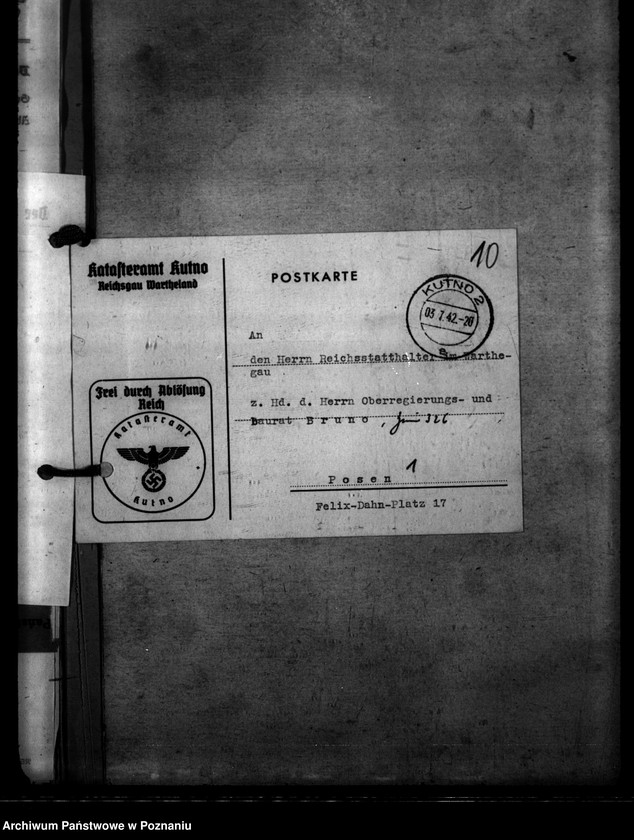 Katasteramt Kutno
Reichsgau Wartheland
Frei durch Ablösung
Reich
Katasteramt
Kutno
POSTKARTE
10
KUTNO 2
03.7.42.-20
a
An
den Herrn Reichsstatthalter im Warthe-
gau
z. Hd. d. Herrn Oberregierungs- und
Baurat Bruno, 326
Posen 1
Felix-Dahn-Platz 17
Archiwum Państwowe w Poznaniu